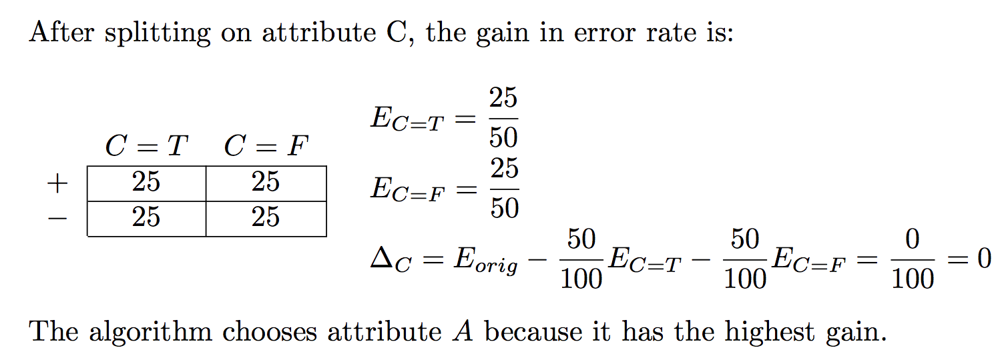 After splitting on attribute C, the gain in error rate is:
C = T C = F
+ 25 25
− 25 25
E_{C=T} = \frac{25}{50}
E_{C=F} = \frac{25}{50}
Δ_C = E_{orig} − \frac{50}{100} E_{C=T} − \frac{50}{100} E_{C=F} = \frac{0}{100} = 0
The algorithm chooses attribute A because it has the highest gain.